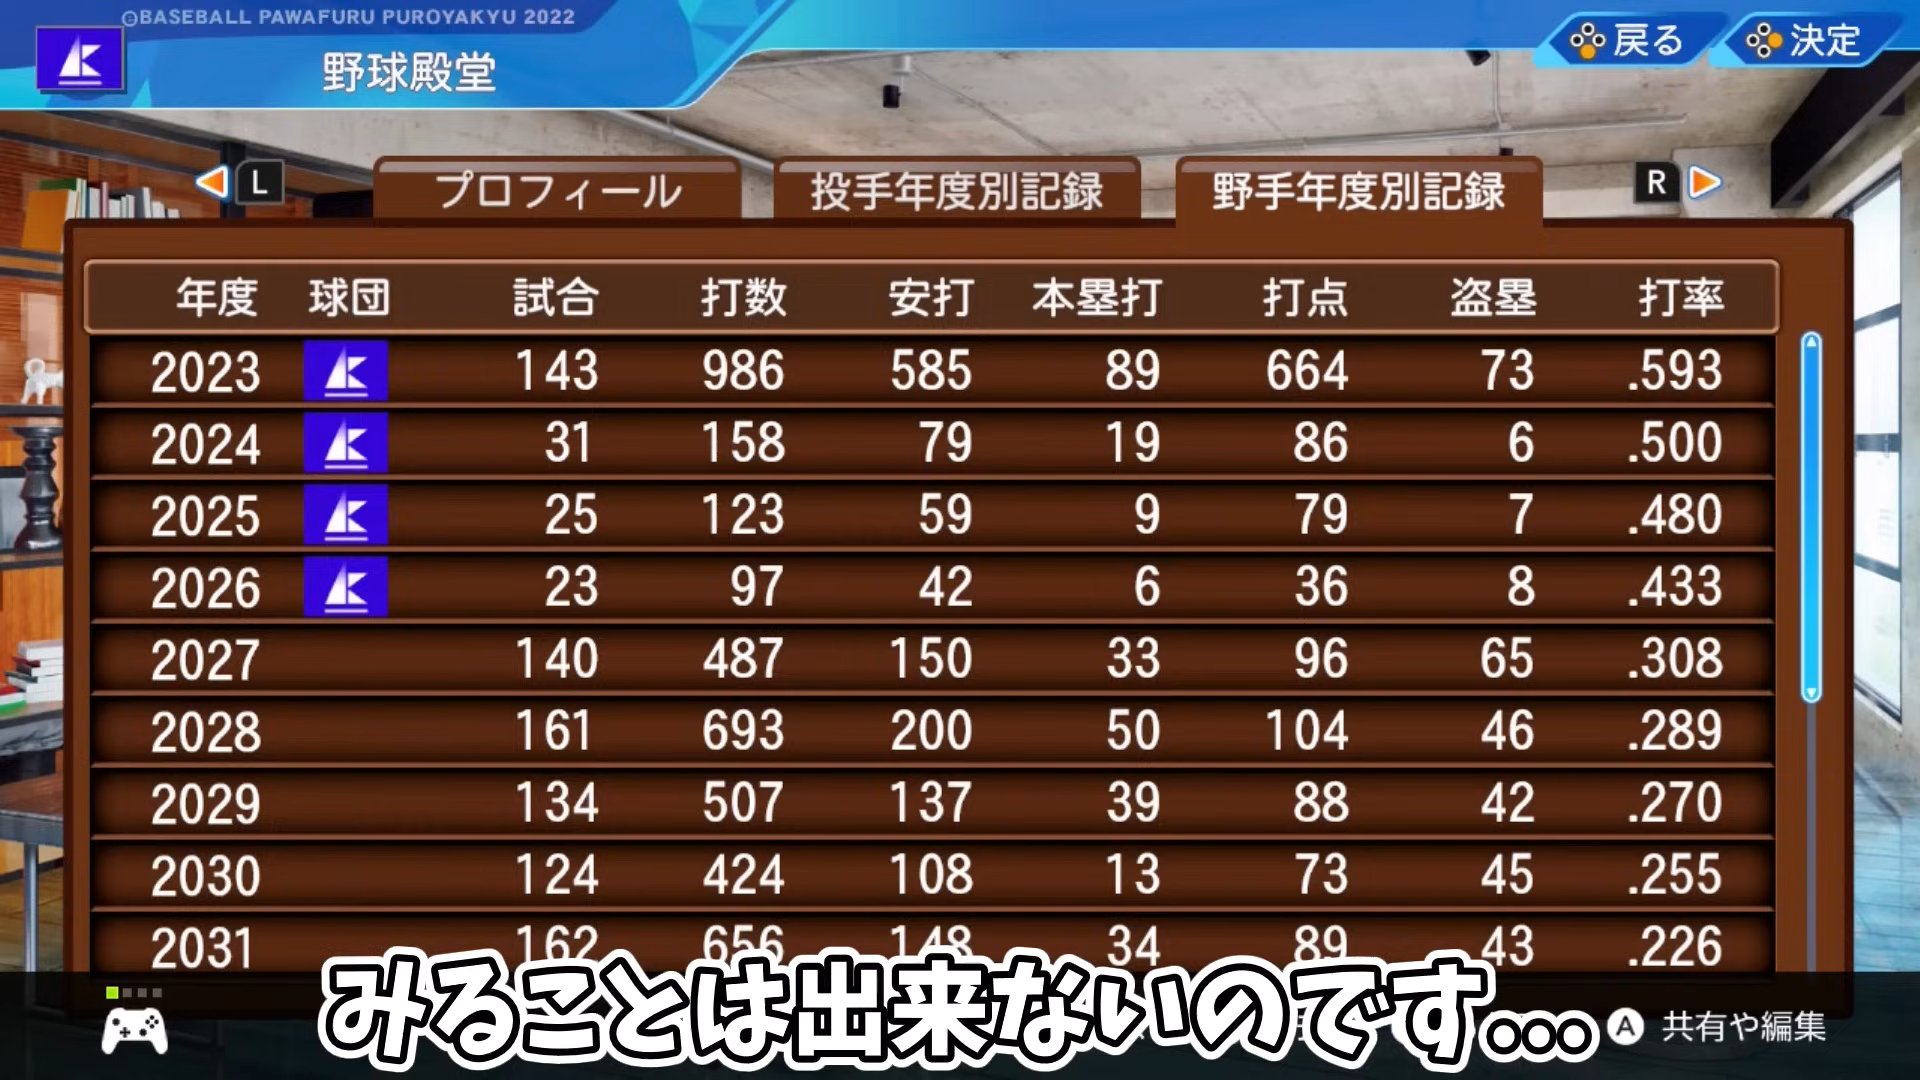 ©BASEBALL PAWAFURU PUROYAKYU 2022
野球殿堂
戻る 決定
L プロフィール 投手年度別記録 野手年度別記録 R
年度 球団 試合 打数 安打 本塁打 打点 盗塁 打率
2023 K 143 986 585 89 664 73 .593
2024 K 31 158 79 19 86 6 .500
2025 K 25 123 59 9 79 7 .480
2026 K 23 97 42 6 36 8 .433
2027 140 487 150 33 96 65 .308
2028 161 693 200 50 104 46 .289
2029 134 507 137 39 88 42 .270
2030 124 424 108 13 73 45 .255
2031 162 656 148 34 89 43 .226
みることは出来ないのです…
A 共有や編集